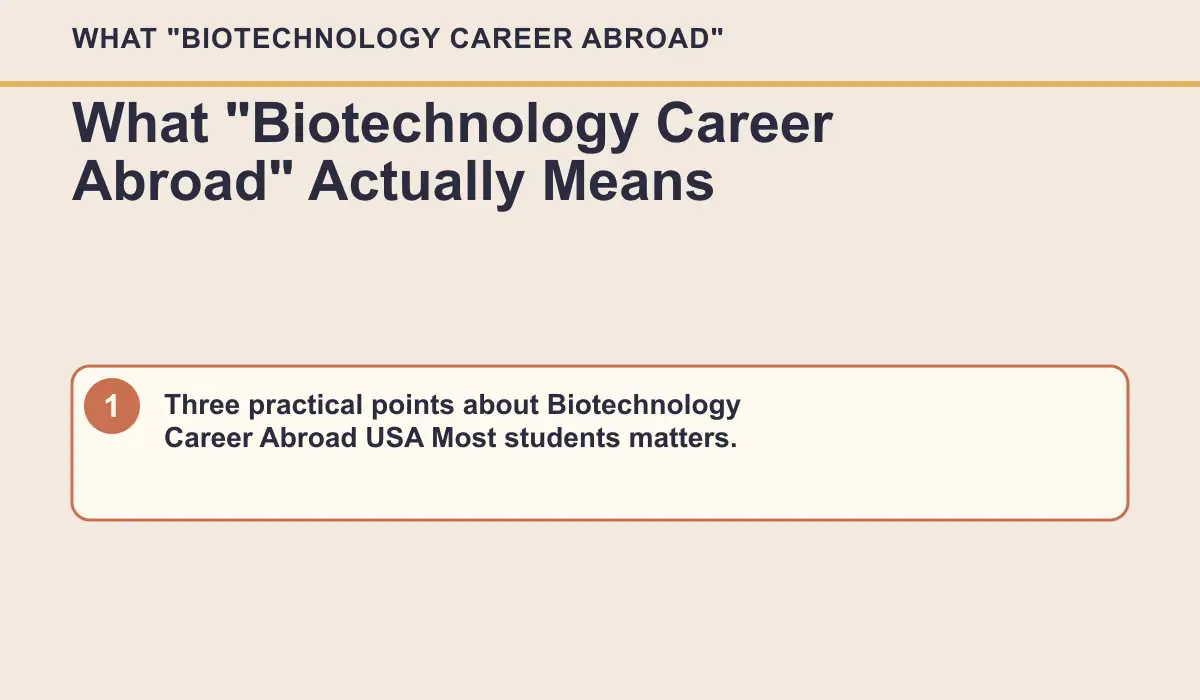 WHAT "BIOTECHNOLOGY CAREER ABROAD"
What "Biotechnology Career
Abroad" Actually Means
1
Three practical points about Biotechnology
Career Abroad USA Most students matters.